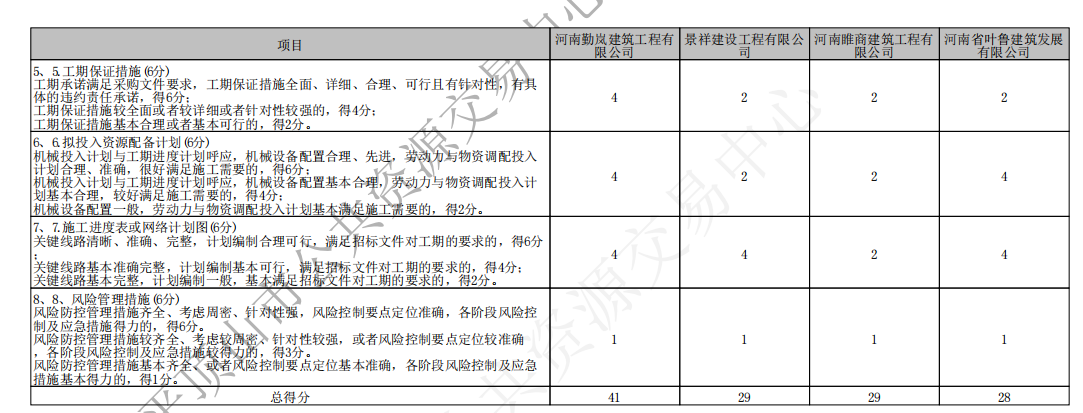 项目
河南勤岚建筑工程有限公司
景祥建设工程有限公司
河南睢商建筑工程有限公司
河南省叶鲁建筑发展有限公司
5、5.工期保证措施(6分)
工期承诺满足采购文件要求，工期保证措施全面、详细、合理、可行且有针对性，有具
体的违约责任承诺，得6分；
工期保证措施较全面或者较详细或者针对性较强的，得4分；
工期保证措施基本合理或者基本可行的，得2分。
4
2
2
2
6、6.拟投入资源配备计划(6分)
机械投入计划与工期进度计划呼应，机械设备配置合理、先进，劳动力与物资调配投入
计划合理、准确，很好满足施工需要的，得6分；
机械投入计划与工期进度计划呼应，机械设备配置基本合理，劳动力与物资调配投入计
划基本合理，较好满足施工需要的，得4分；
机械设备配置一般，劳动力与物资调配投入计划基本满足施工需要的，得2分。
4
2
2
4
7、7.施工进度表或网络计划图(6分)
关键线路清晰、准确、完整，计划编制合理可行，满足招标文件对工期的要求的，得6分
；
关键线路基本准确完整，计划编制基本可行，满足招标文件对工期的要求的，得4分；
关键线路基本完整，计划编制一般，基本满足招标文件对工期的要求的，得2分。
4
4
2
4
8、8、风险管理措施(6分)
风险防控管理措施齐全、考虑周密、针对性强，风险控制要点定位准确，各阶段风险控
制及应急措施得力的，得6分。
风险防控管理措施较齐全、考虑较周密、针对性较强，或者风险控制要点定位较准确
，各阶段风险控制及应急措施较得力的，得3分。
风险防控管理措施基本齐全、或者风险控制要点定位基本准确，各阶段风险控制及应急
措施基本得力的，得1分。
1
1
1
1
总得分
41
29
29
28
平顶山市公共资源交易中心
公共资源交易中心